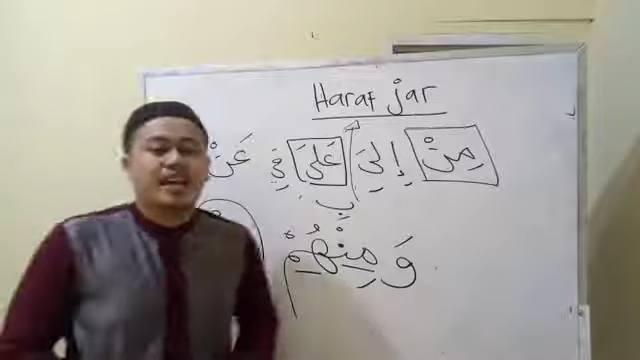 Haraf jar
مِنْ إِلَى عَلَى فِي عَنْ
بِ
وَمِنْهُمْ